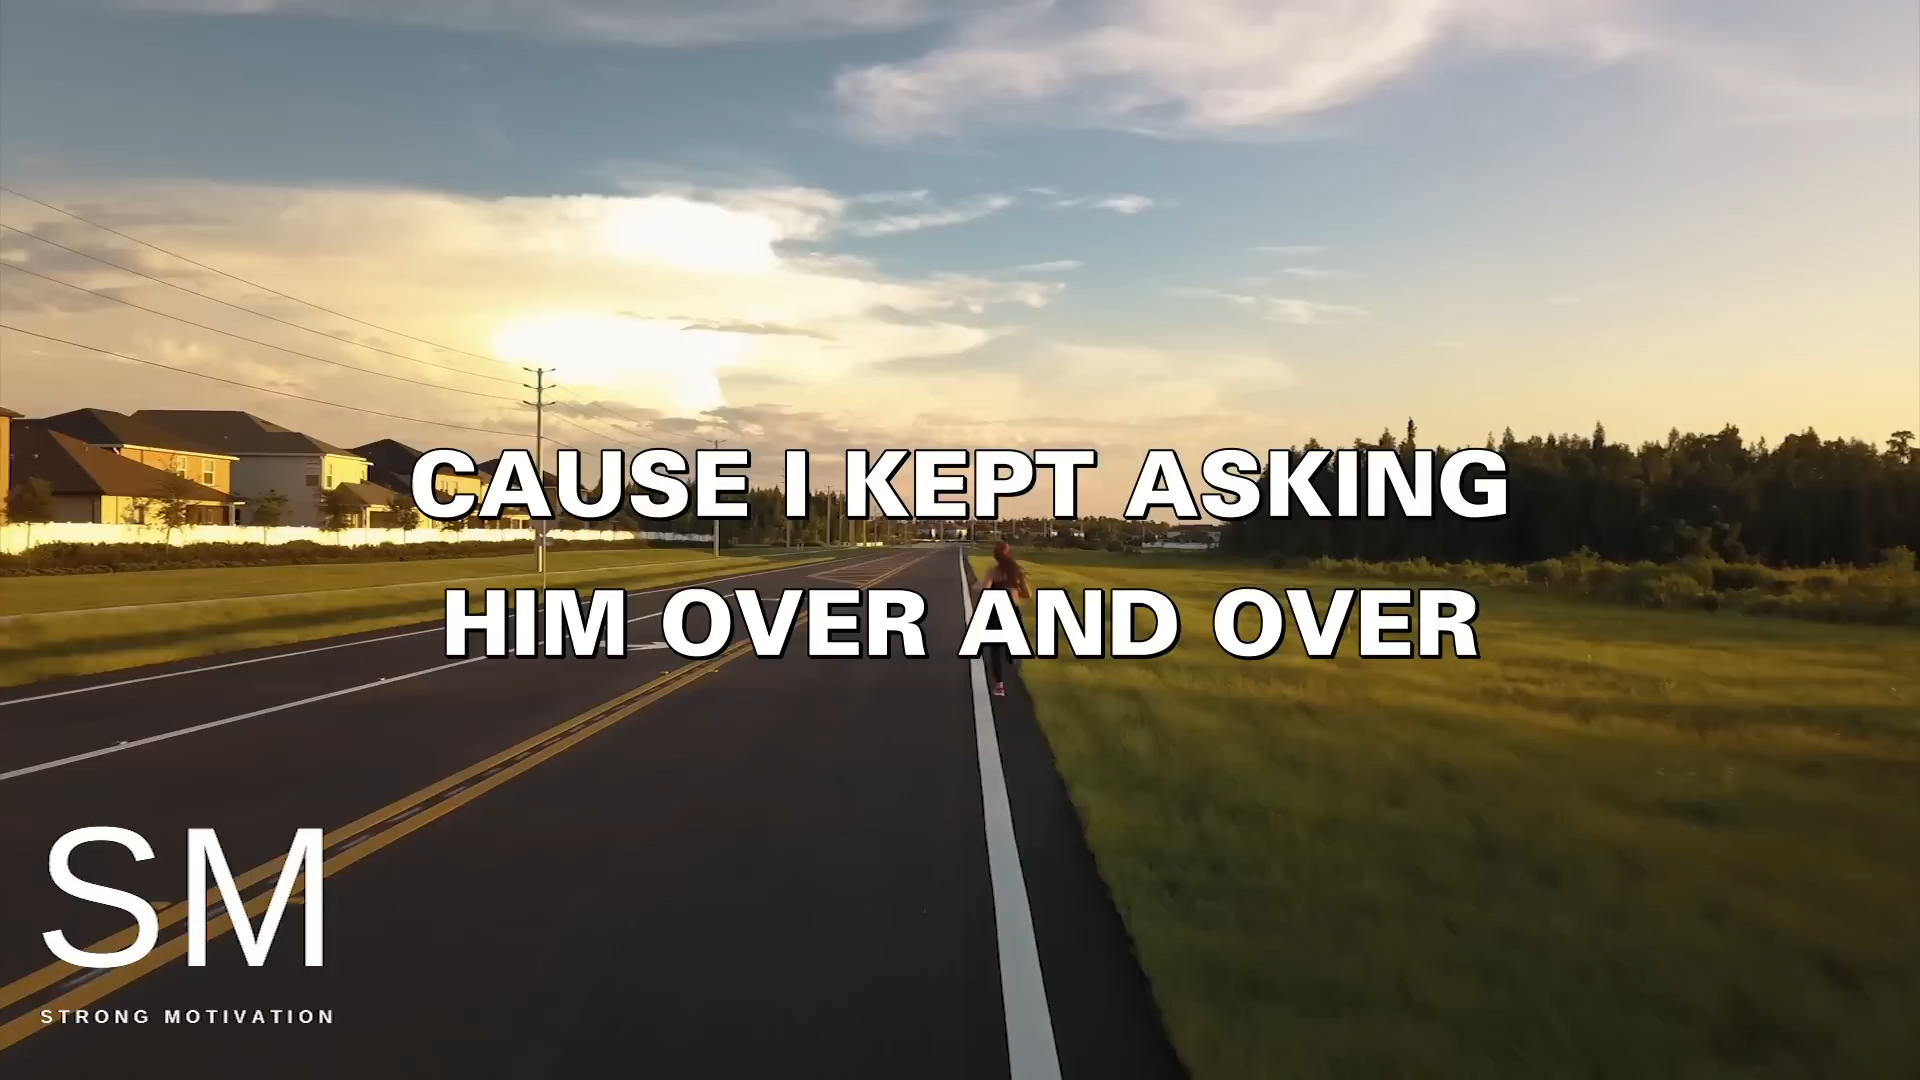 CAUSE I KEPT ASKING
HIM OVER AND OVER
SM
STRONG MOTIVATION